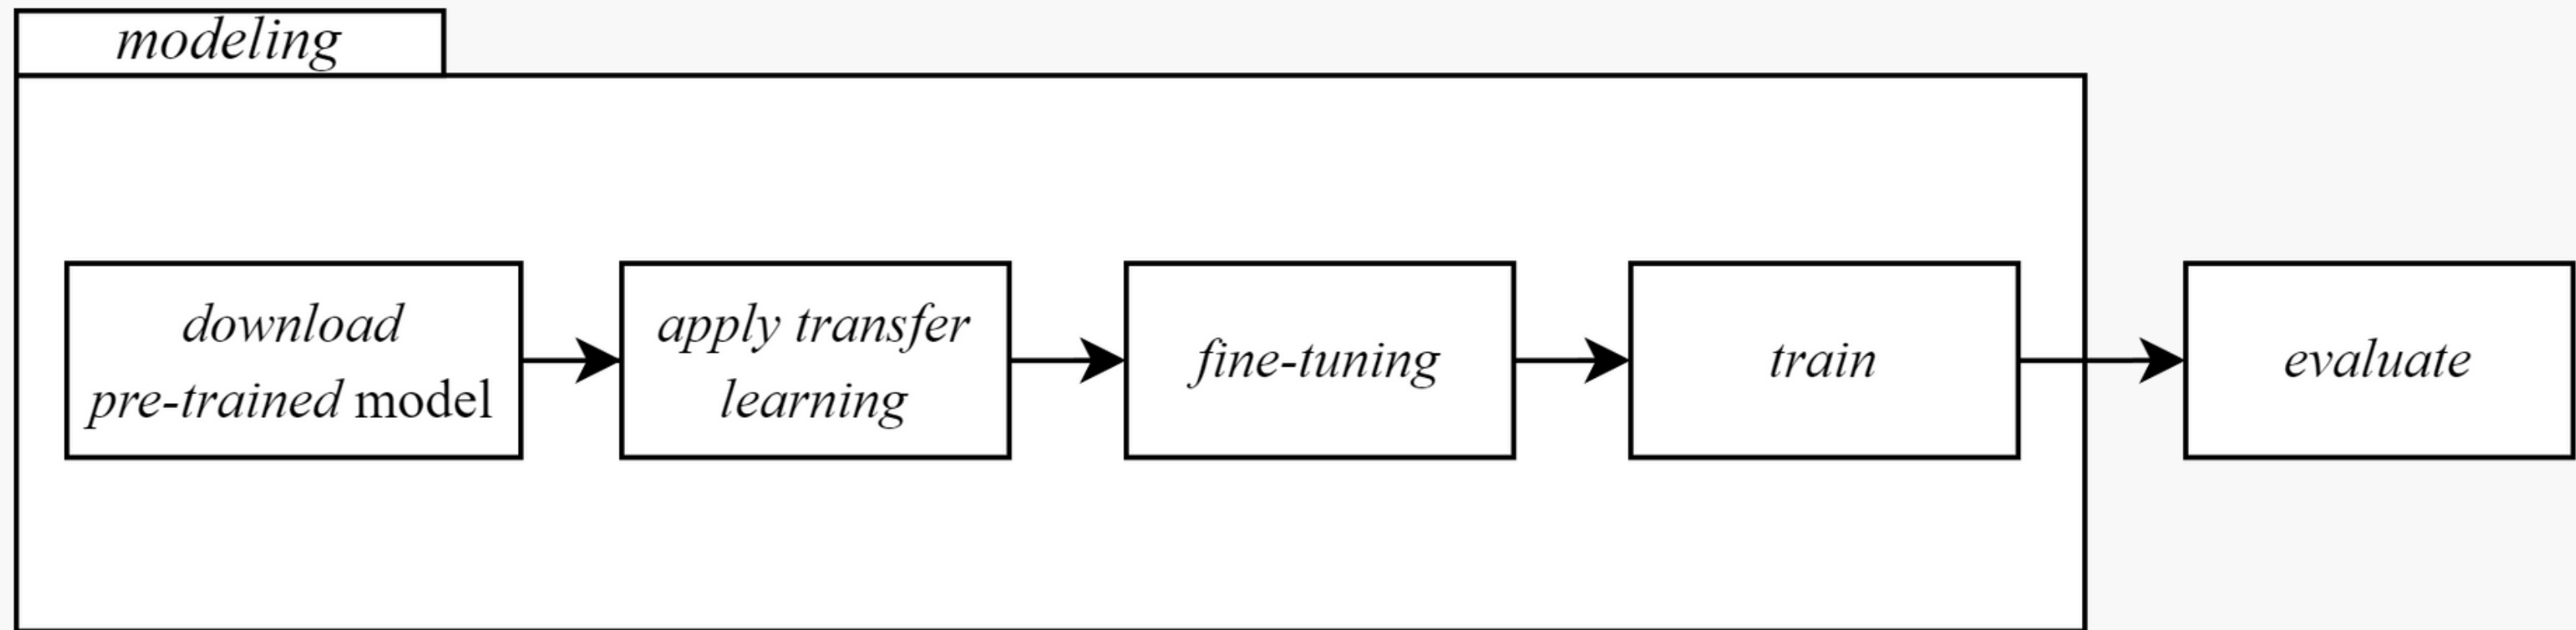 modeling
download
pre-trained model
apply transfer
learning
fine-tuning
train
evaluate